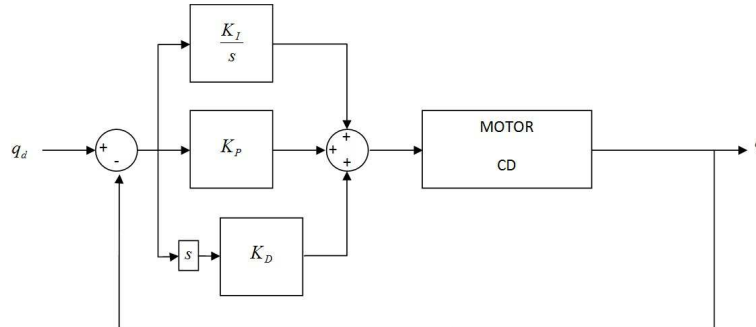 K_I
s
q_d
+
-
K_P
+
+
+
MOTOR
CD
s
K_D